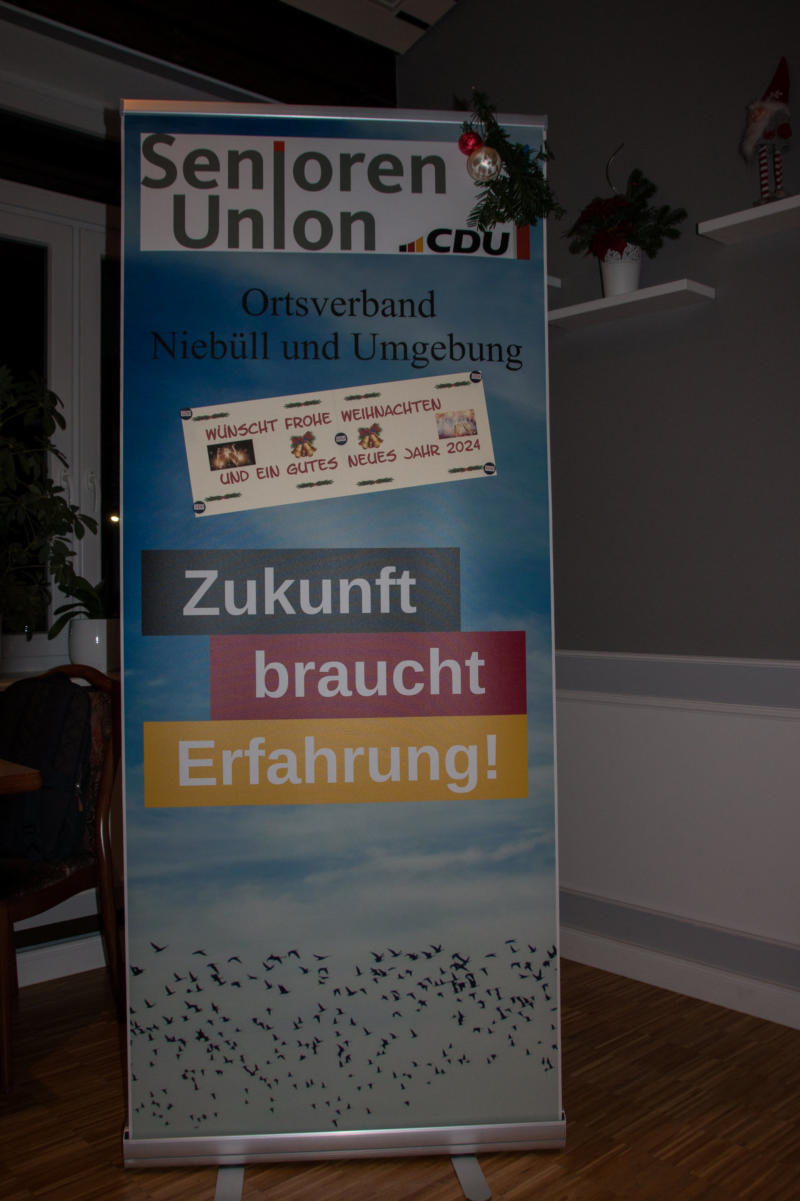 Senioren
Union
CDU
Ortsverband
Niebüll und Umgebung
WÜNSCHT FROHE WEIHNACHTEN
UND EIN GUTES NEUES JAHR 2024
Zukunft
braucht
Erfahrung!